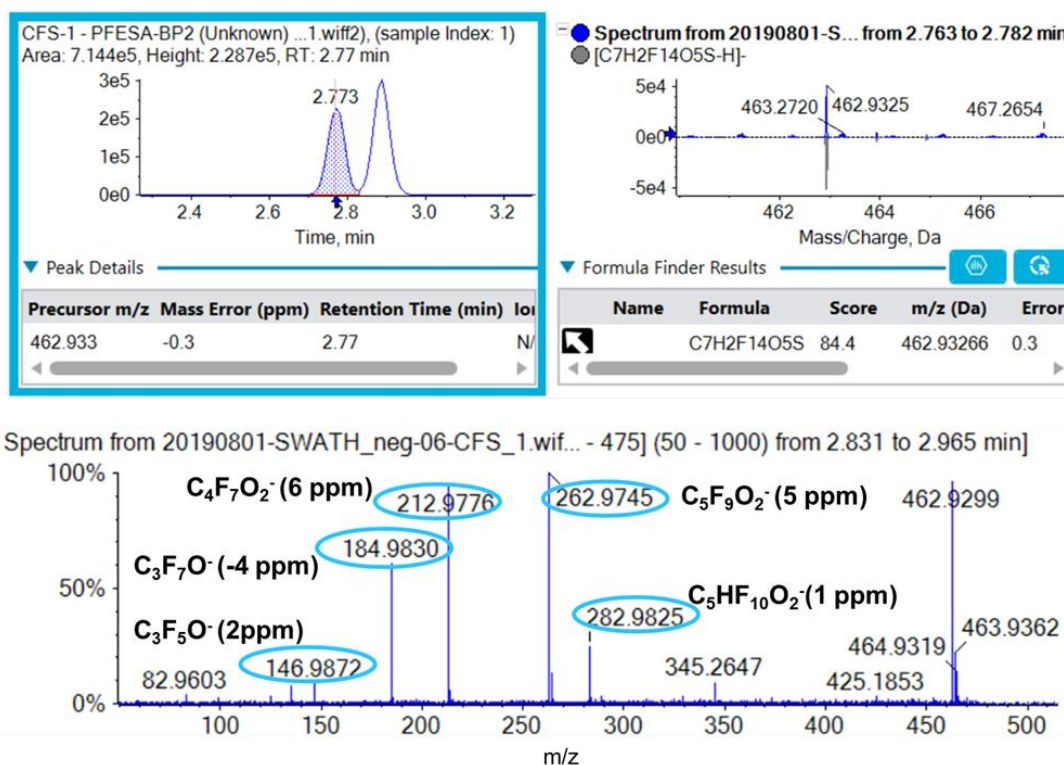 CFS-1 - PFESA-BP2 (Unknown) ...1.wiff2), (sample Index: 1)
Area: 7.144e5, Height: 2.287e5, RT: 2.77 min
3e5
2e5
1e5
0e0
2.773
2.4 2.6 2.8 3.0 3.2
Time, min
Peak Details
Precursor m/z Mass Error (ppm) Retention Time (min) Ion
462.933 -0.3 2.77 N/
Spectrum from 20190801-S... from 2.763 to 2.782 min
[C7H2F14O5S-H]-
5e4
0e0
-5e4
463.2720 462.9325 467.2654
462 464 466
Mass/Charge, Da
Formula Finder Results
Name Formula Score m/z (Da) Error
C7H2F14O5S 84.4 462.93266 0.3
Spectrum from 20190801-SWATH_neg-06-CFS_1.wif... - 475] (50 - 1000) from 2.831 to 2.965 min]
100%
50%
0%
C₄F₇O₂⁻ (6 ppm)
212.9776
262.9745
C₅F₉O₂⁻ (5 ppm)
462.9299
184.9830
C₃F₇O⁻ (-4 ppm)
C₅HF₁₀O₂⁻(1 ppm)
282.9825
C₃F₅O⁻ (2ppm)
146.9872
82.9603
345.2647
425.1853
464.9319
463.9362
100 150 200 250 300 350 400 450 500
m/z